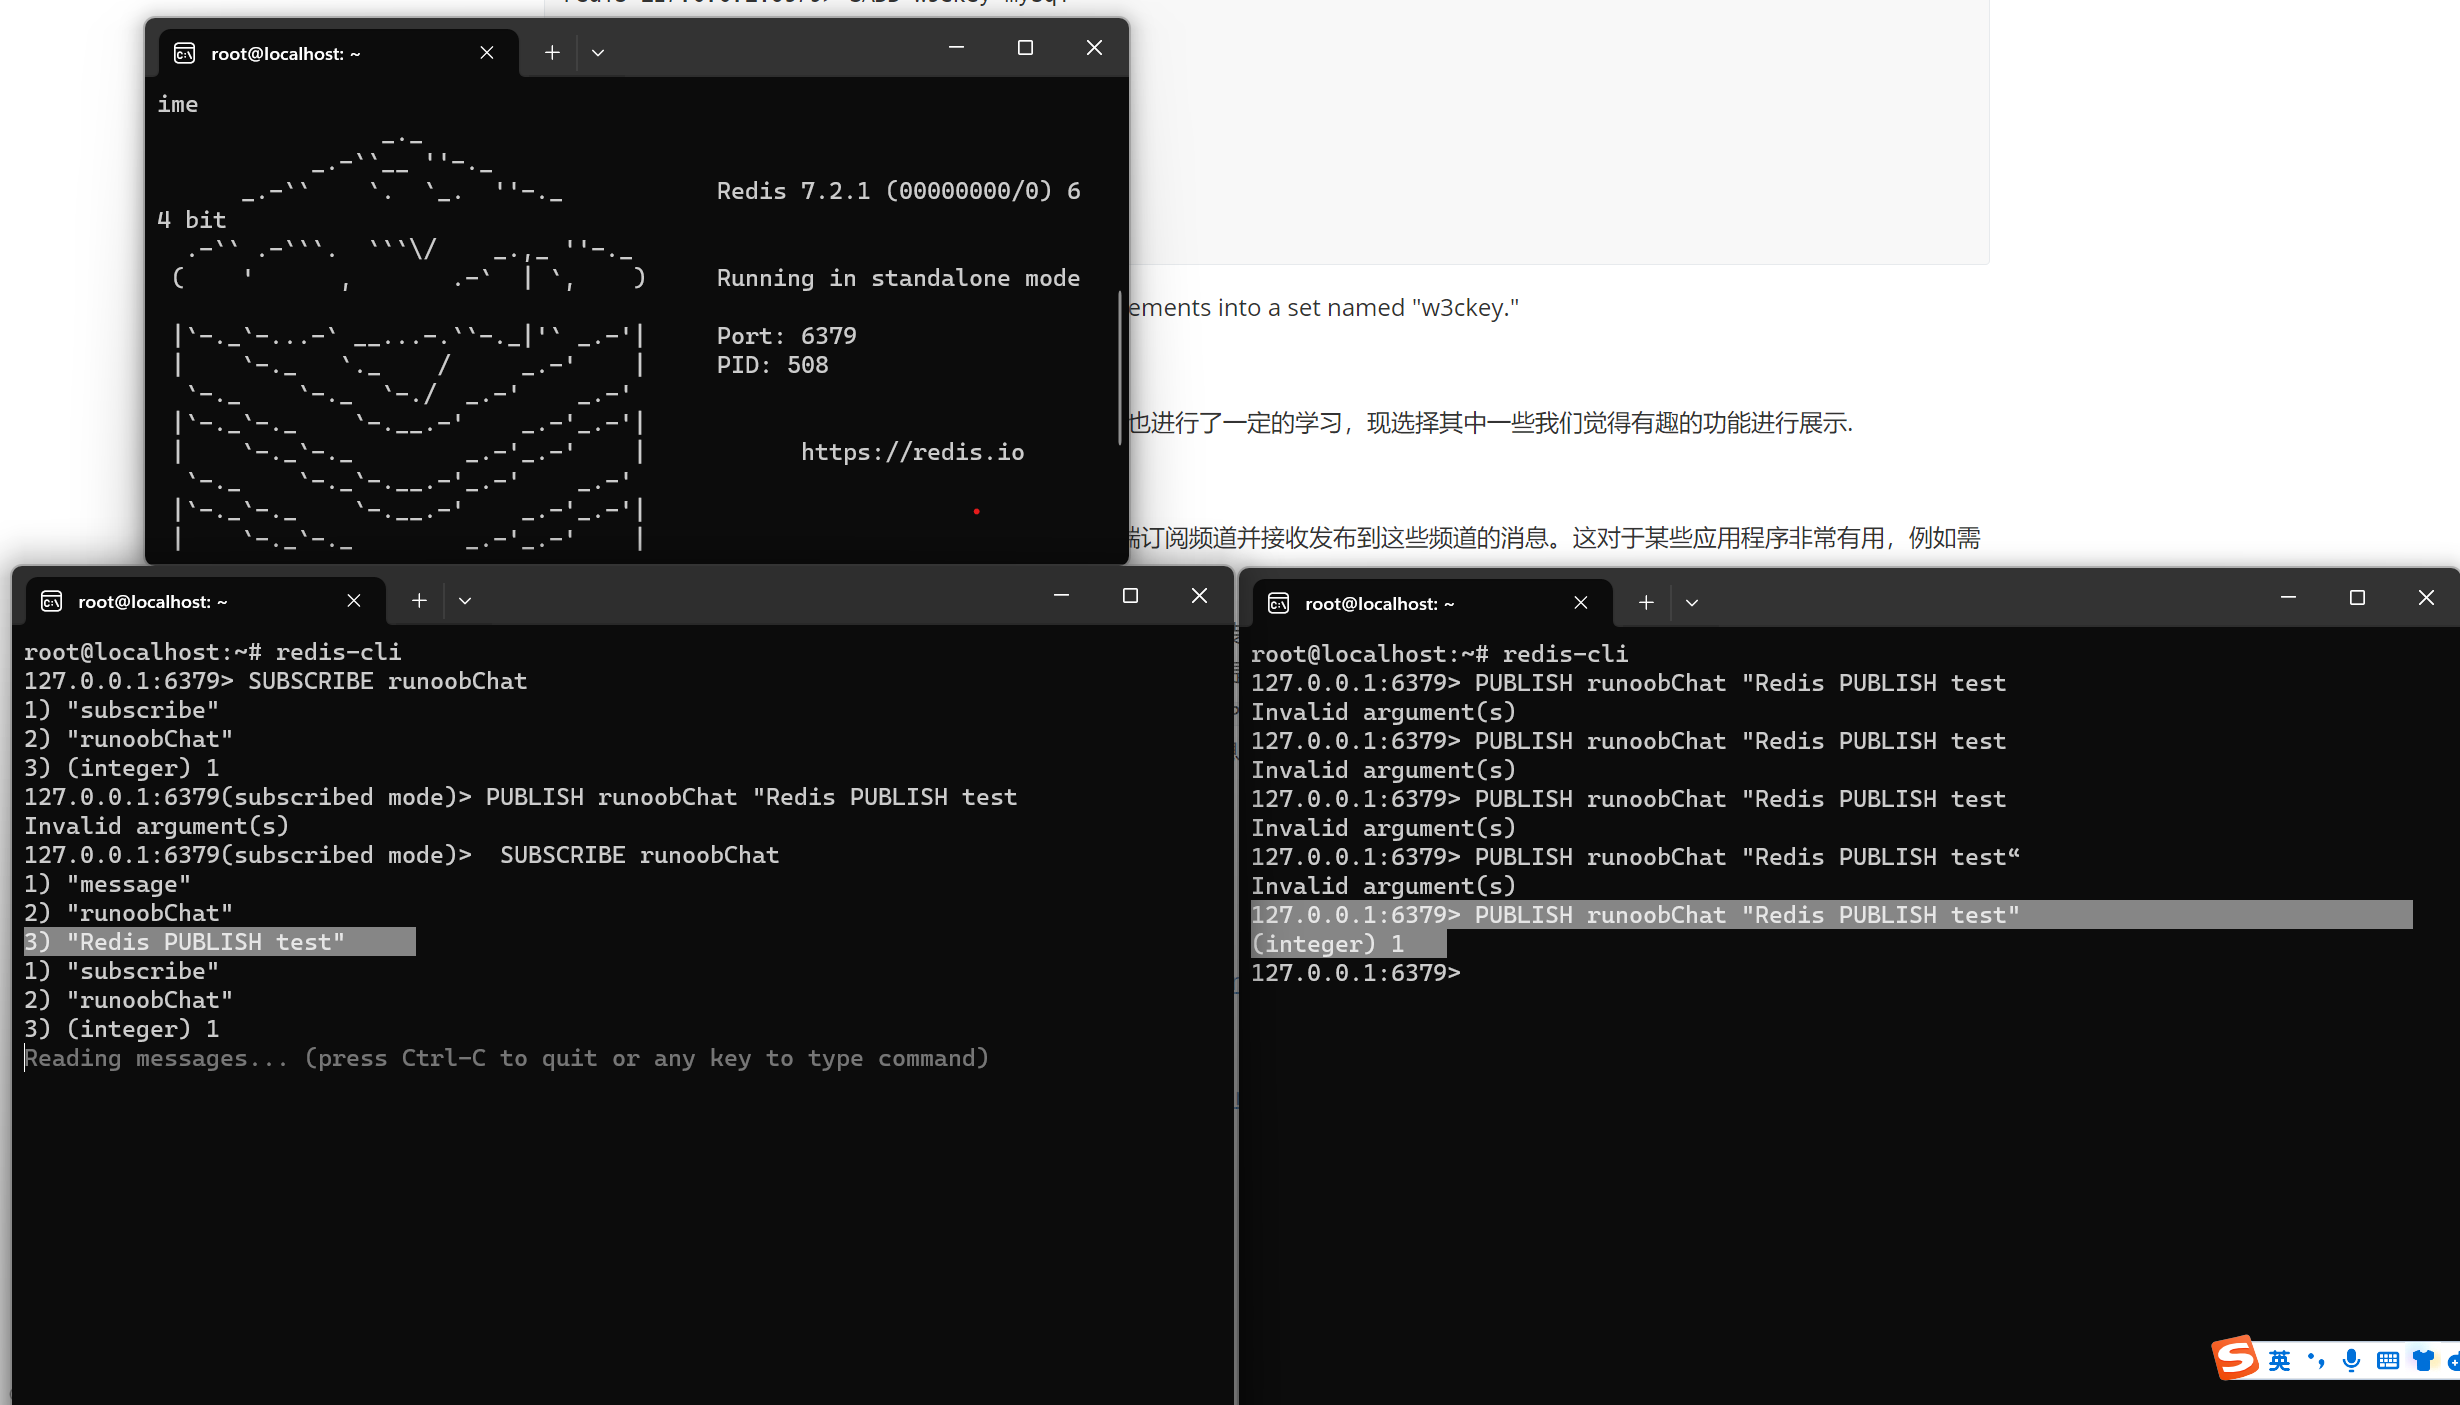 root@localhost: ~
ime
Redis 7.2.1 (00000000/0) 6
4 bit
Running in standalone mode
Port: 6379
PID: 508
https://redis.io
ements into a set named "w3ckey."
也进行了一定的学习，现选择其中一些我们觉得有趣的功能进行展示.
订阅频道并接收发布到这些频道的消息。这对于某些应用程序非常有用，例如需
root@localhost: ~
root@localhost:~# redis-cli
127.0.0.1:6379> SUBSCRIBE runoobChat
1) "subscribe"
2) "runoobChat"
3) (integer) 1
127.0.0.1:6379(subscribed mode)> PUBLISH runoobChat "Redis PUBLISH test
Invalid argument(s)
127.0.0.1:6379(subscribed mode)>  SUBSCRIBE runoobChat
1) "message"
2) "runoobChat"
3) "Redis PUBLISH test"
1) "subscribe"
2) "runoobChat"
3) (integer) 1
Reading messages... (press Ctrl-C to quit or any key to type command)
root@localhost: ~
root@localhost:~# redis-cli
127.0.0.1:6379> PUBLISH runoobChat "Redis PUBLISH test
Invalid argument(s)
127.0.0.1:6379> PUBLISH runoobChat "Redis PUBLISH test
Invalid argument(s)
127.0.0.1:6379> PUBLISH runoobChat "Redis PUBLISH test
Invalid argument(s)
127.0.0.1:6379> PUBLISH runoobChat "Redis PUBLISH test“
Invalid argument(s)
127.0.0.1:6379> PUBLISH runoobChat "Redis PUBLISH test"
(integer) 1
127.0.0.1:6379>
英